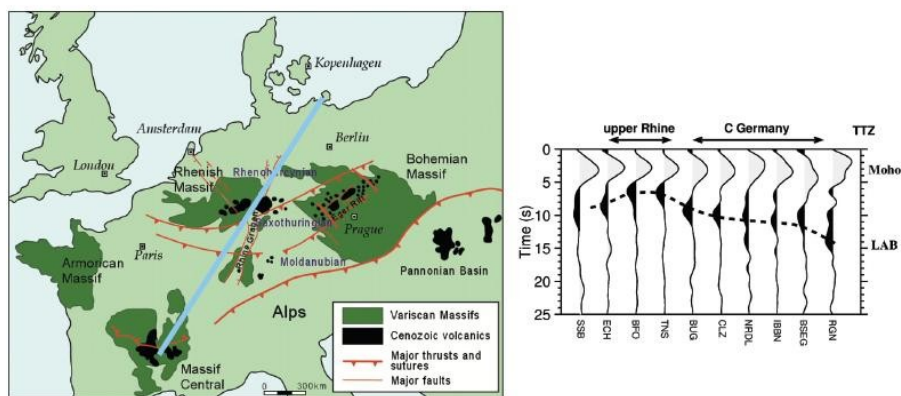 Kopenhagen
Amsterdam
Berlin
London
Rhenish
Massif
Bohemian
Massif
Prague
Moldanubian
Paris
Armorican
Massif
Pannonian Basin
Alps
Massif
Central
0 300km
Variscan Massifs
Cenozoic volcanics
Major thrusts and
sutures
Major faults
upper Rhine
C Germany
TTZ
Moho
LAB
Time (s)
0
5
10
15
20
25
SSB
ECH
BFO
TNS
BUG
CLZ
NRDL
IBBN
BSEG
RGN